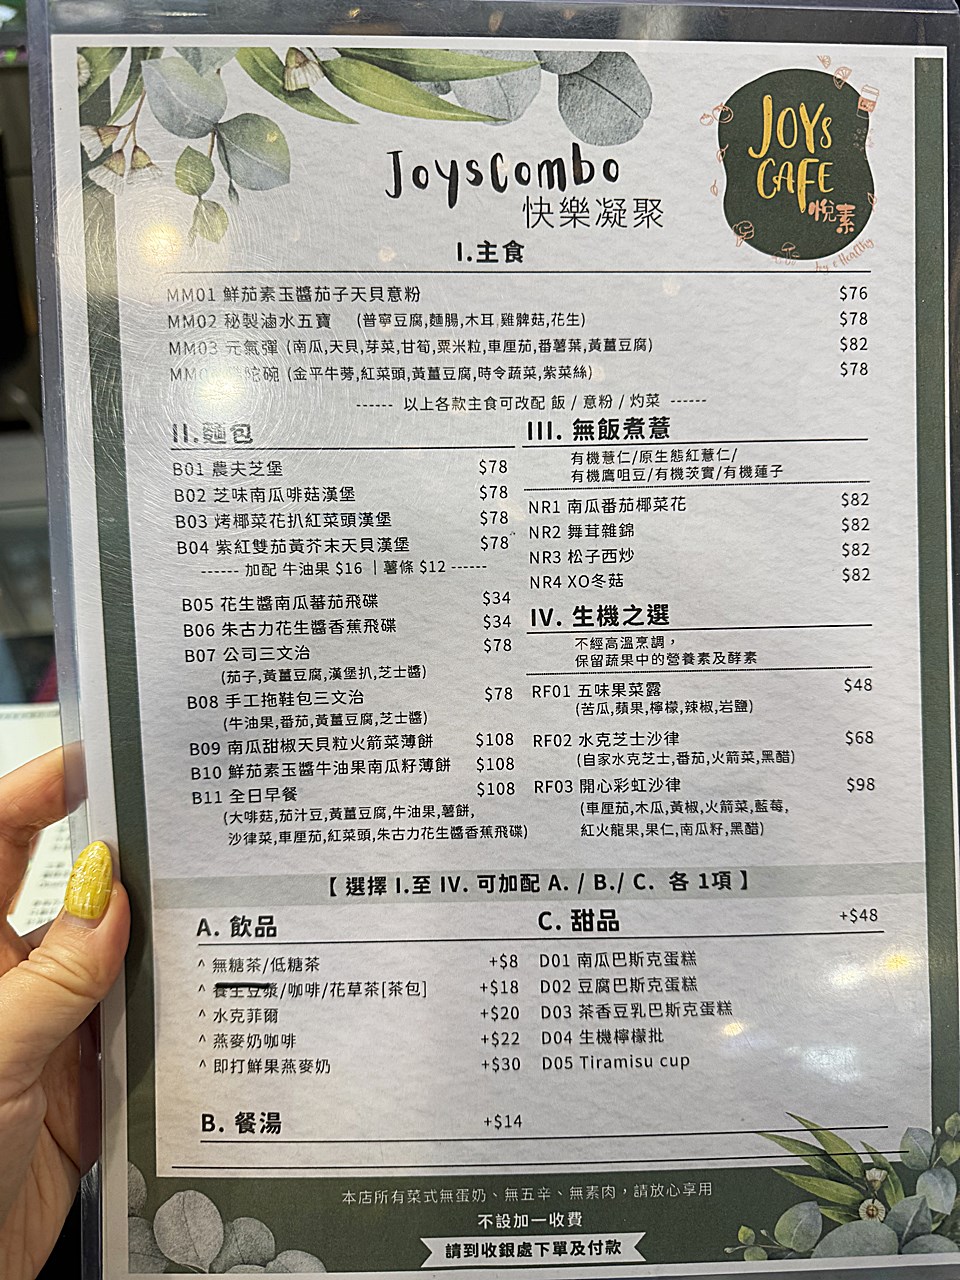 JoysCombo
快樂凝聚
JOYs
CAFE
悅素
Joy & Healthy
I.主食
MM01 鮮茄素玉醬茄子天貝意粉 $76
MM02 秘製滷水五寶 (普寧豆腐,麵腸,木耳,雞髀菇,花生) $78
MM03 元氣彈 (南瓜,天貝,芽菜,甘筍,粟米粒,車厘茄,番薯葉,黃薑豆腐) $82
陀碗 (金平牛蒡,紅菜頭,黃薑豆腐,時令蔬菜,紫菜絲) $78
------ 以上各款主食可改配 飯 / 意粉 / 灼菜 ------
II.麵包
B01 農夫芝堡 $78
B02 芝味南瓜啡菇漢堡 $78
B03 烤椰菜花扒紅菜頭漢堡 $78
B04 紫紅雙茄黃芥末天貝漢堡 $78
------ 加配 牛油果 $16 | 薯條 $12 ------
B05 花生醬南瓜蕃茄飛碟 $34
B06 朱古力花生醬香蕉飛碟 $34
B07 公司三文治 $78
(茄子,黃薑豆腐,漢堡扒,芝士醬)
B08 手工拖鞋包三文治 $78
(牛油果,番茄,黃薑豆腐,芝士醬)
B09 南瓜甜椒天貝粒火箭菜薄餅 $108
B10 鮮茄素玉醬牛油果南瓜籽薄餅 $108
B11 全日早餐 $108
(大啡菇,茄汁豆,黃薑豆腐,牛油果,薯餅,
沙律菜,車厘茄,紅菜頭,朱古力花生醬香蕉飛碟)
III. 無飯煮薏
有機薏仁/原生態紅薏仁/
有機鷹咀豆/有機茨實/有機蓮子
NR1 南瓜番茄椰菜花 $82
NR2 舞茸雜錦 $82
NR3 松子西炒 $82
NR4 XO冬菇 $82
IV. 生機之選
不經高溫烹調，
保留蔬果中的營養素及酵素
RF01 五味果菜露 $48
(苦瓜,蘋果,檸檬,辣椒,岩鹽)
RF02 水克芝士沙律 $68
(自家水克芝士,番茄,火箭菜,黑醋)
RF03 開心彩虹沙律 $98
(車厘茄,木瓜,黃椒,火箭菜,藍莓,
紅火龍果,果仁,南瓜籽,黑醋)
【 選擇 I.至 IV. 可加配 A. / B./ C. 各 1項 】
A. 飲品
^ 無糖茶/低糖茶 +$8
^ 養生豆漿/咖啡/花草茶[茶包] +$18
^ 水克菲爾 +$20
^ 燕麥奶咖啡 +$22
^ 即打鮮果燕麥奶 +$30
B. 餐湯 +$14
C. 甜品 +$48
D01 南瓜巴斯克蛋糕
D02 豆腐巴斯克蛋糕
D03 茶香豆乳巴斯克蛋糕
D04 生機檸檬批
D05 Tiramisu cup
本店所有菜式無蛋奶、無五辛、無素肉，請放心享用
不設加一收費
請到收銀處下單及付款